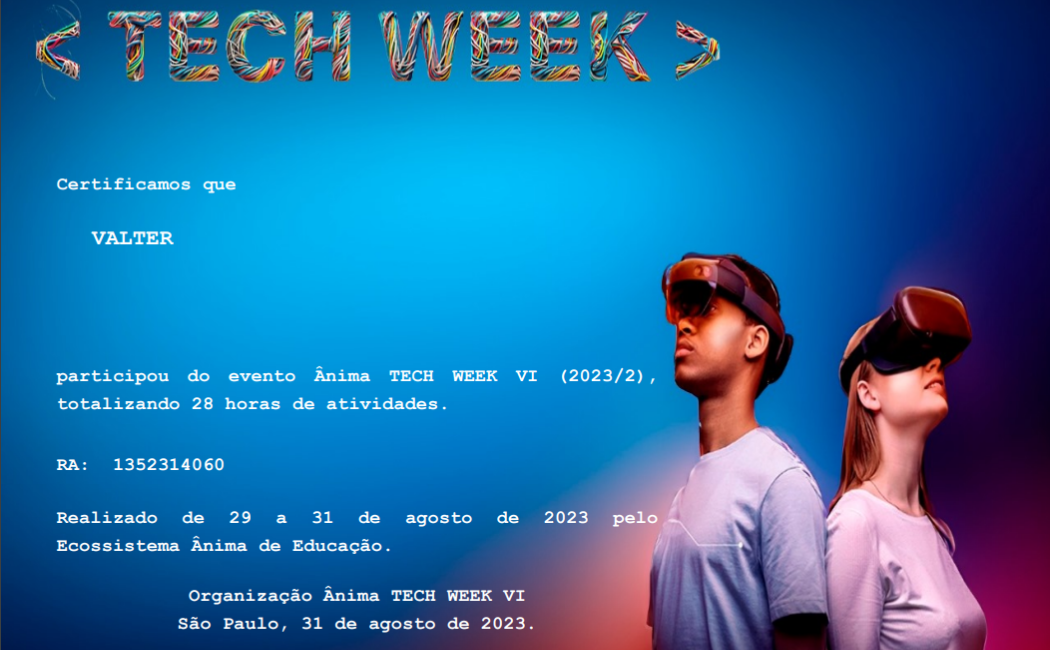 < TECH WEEK >
Certificamos que
VALTER
participou do evento Ânima TECH WEEK VI (2023/2),
totalizando 28 horas de atividades.
RA: 1352314060
Realizado de 29 a 31 de agosto de 2023 pelo
Ecossistema Ânima de Educação.
Organização Ânima TECH WEEK VI
São Paulo, 31 de agosto de 2023.